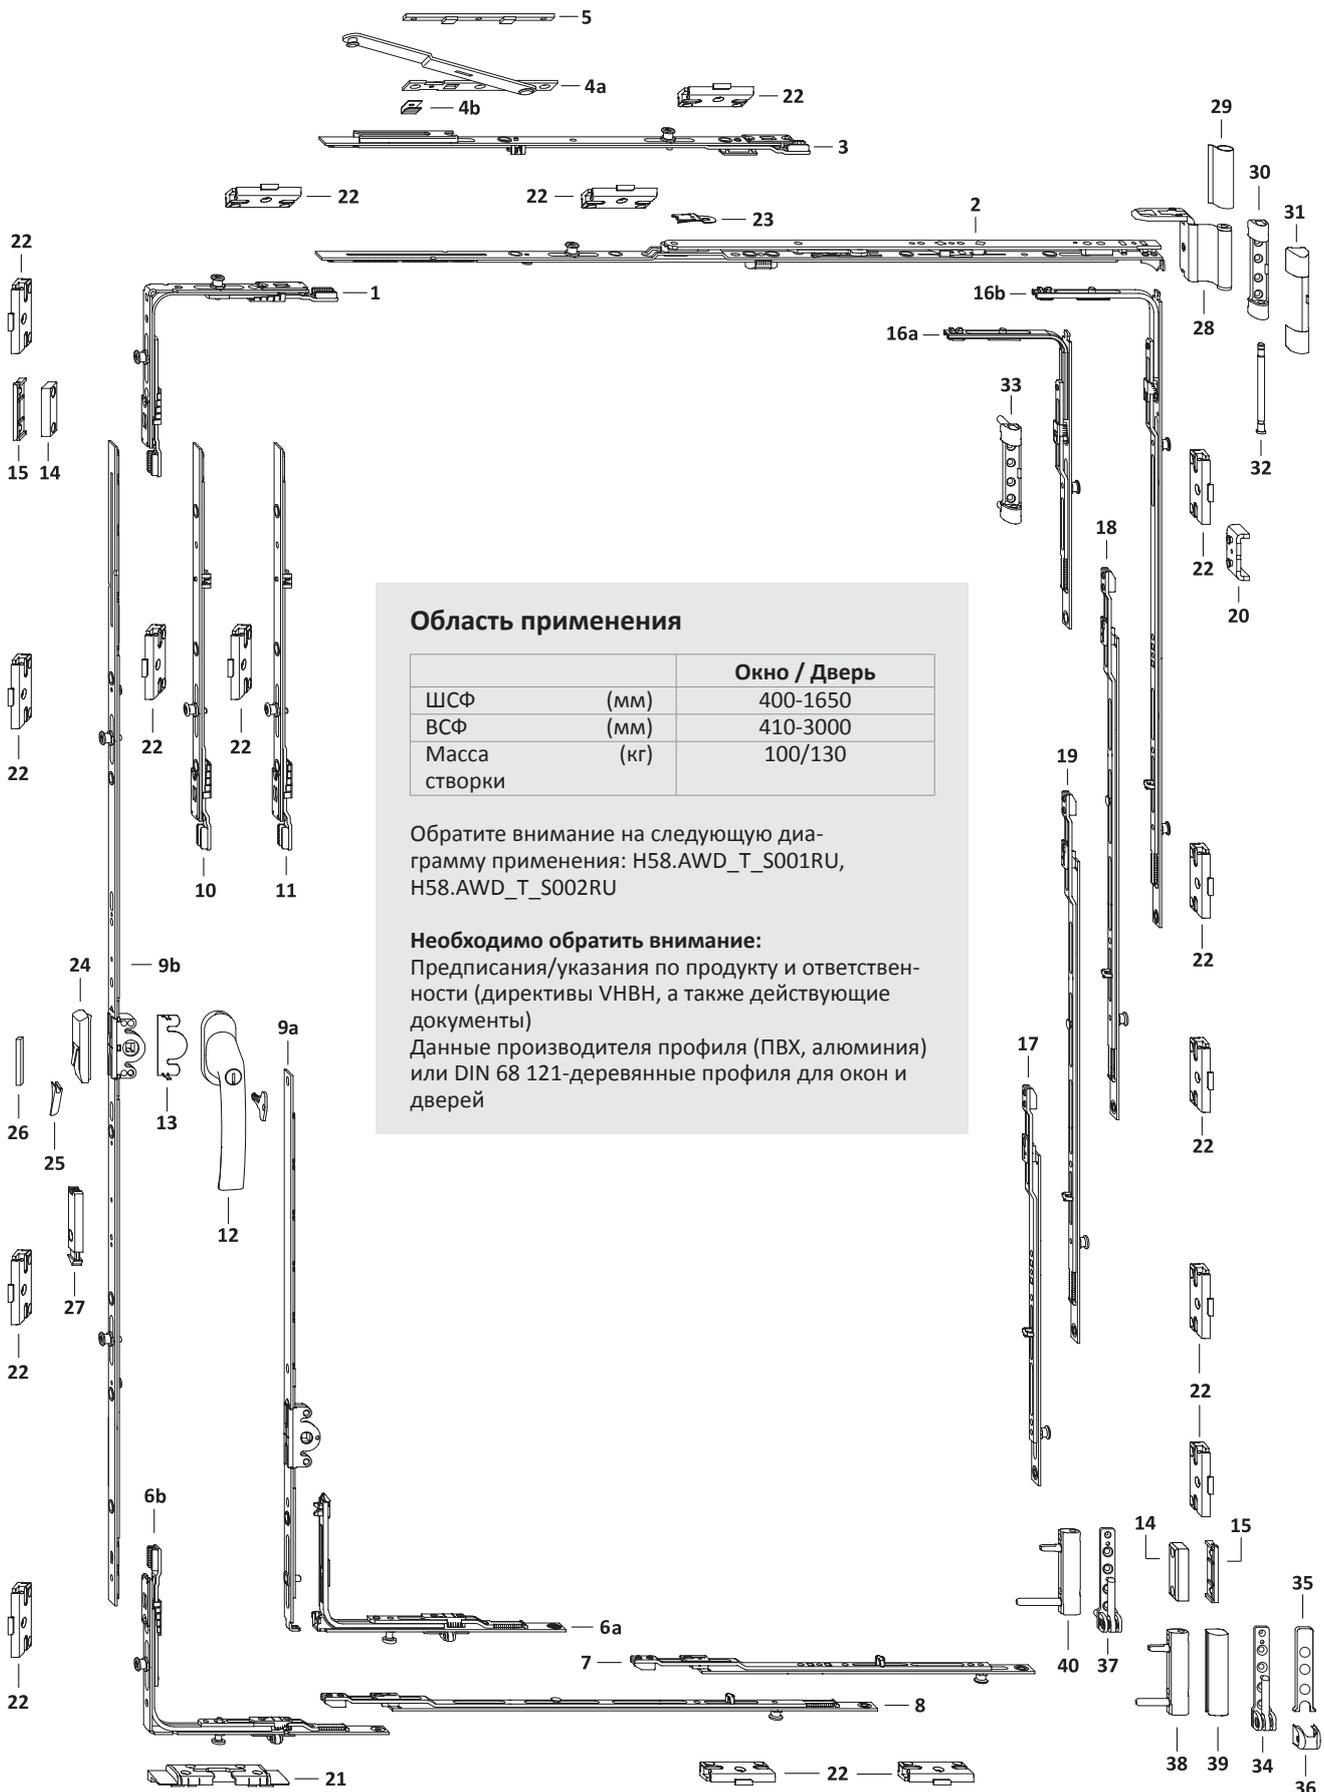 5
4a
22
4b
29
3
30
22
22
2
31
23
22
1
16b
28
16a
33
15
14
32
18
22
20
Область применения
Окно / Дверь
ШСФ (мм) 400-1650
ВСФ (мм) 410-3000
Масса (кг) 100/130
створки
22
22
22
19
Обратите внимание на следующую диа-
грамму применения: H58.AWD_T_S001RU,
H58.AWD_T_S002RU
10
11
Необходимо обратить внимание:
Предписания/указания по продукту и ответствен-
ности (директивы VHBH, а также действующие
документы)
Данные производителя профиля (ПВХ, алюминия)
или DIN 68 121-деревянные профиля для окон и
дверей
24
9b
22
9a
17
26
13
22
25
12
27
22
22
6b
14
15
35
6a
7
40
37
22
8
38
39
34
21
22
36